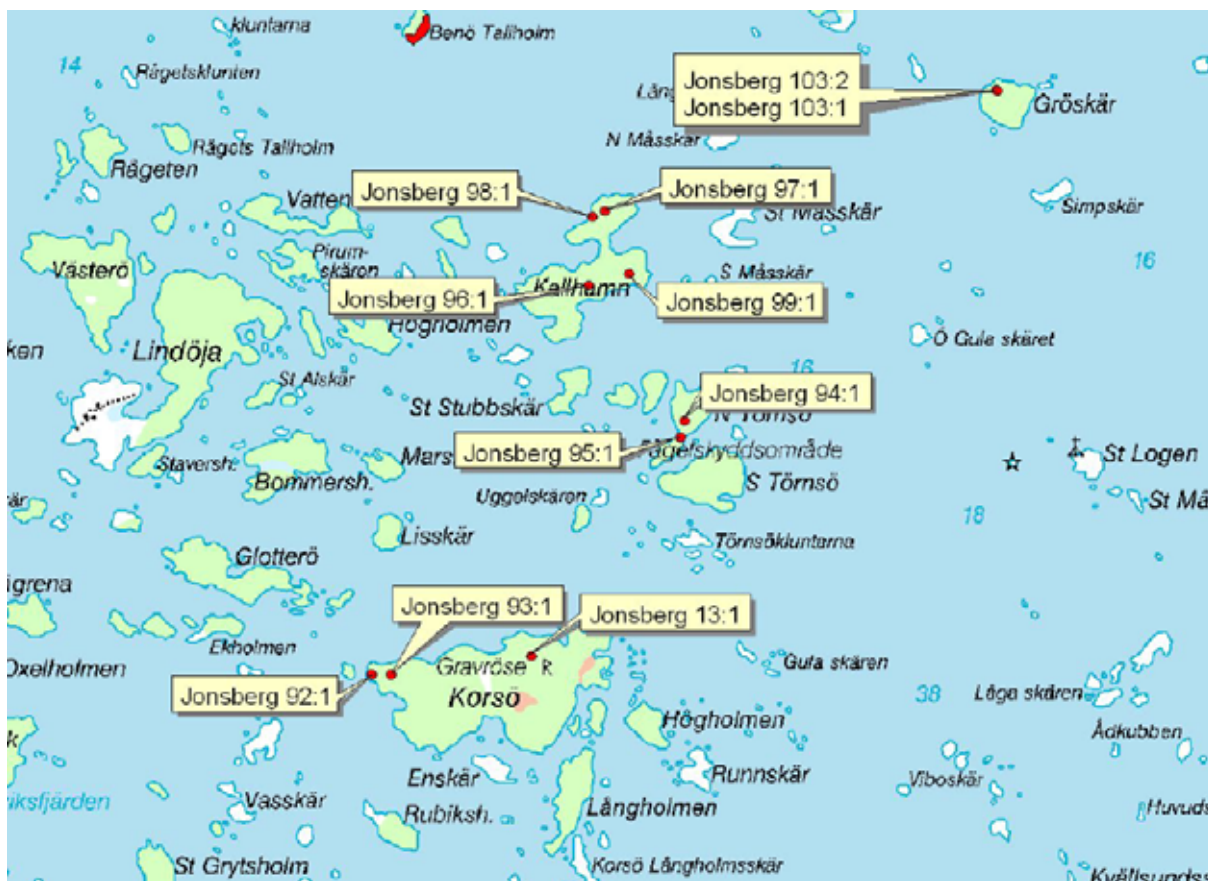 kluntarna
Benö Tallholm
14
Rågetsklunten
Jonsberg 103:2
Jonsberg 103:1
Gröskär
Rågets Tallholm
N Måsskär
Rågeten
Jonsberg 98:1
Jonsberg 97:1
Vatten
St Måsskär
Simpskär
Pirum-
skären
Västerö
S Måsskär
16
Kallhamn
Jonsberg 96:1
Jonsberg 99:1
Högholmen
Ö Gula skäret
ken
Lindöja
16
St Alskär
Jonsberg 94:1
St Stubbskär
N Törnsö
Jonsberg 95:1
Fågelskyddsområde
Mars
Staversh.
Bommersh.
St Logen
S Törnsö
Uggelskären
St Må
är
18
Lisskär
Törnsökluntarna
Glotterö
igrena
Jonsberg 93:1
Jonsberg 13:1
Ekholmen
Oxelholmen
Gravröse R
Gula skären
Jonsberg 92:1
Korsö
38
Låga skären
Högholmen
Ådkubben
k
Enskär
Runnskär
Viboskär
riksfjärden
Vasskär
Rubiksh.
Långholmen
Huvuds
St Grytsholm
Korsö Långholmsskär
Kvällsundss